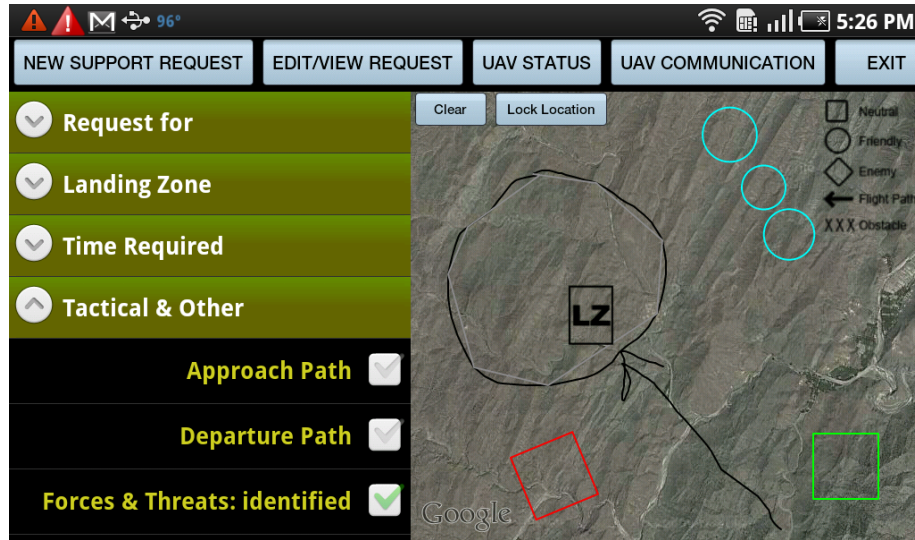 96°
5:26 PM
NEW SUPPORT REQUEST
EDIT/VIEW REQUEST
UAV STATUS
UAV COMMUNICATION
EXIT
Request for
Landing Zone
Time Required
Tactical & Other
Approach Path
Departure Path
Forces & Threats: identified
Clear
Lock Location
Neutral
Friendly
Enemy
Flight Path
XXX Obstacle
LZ
Google